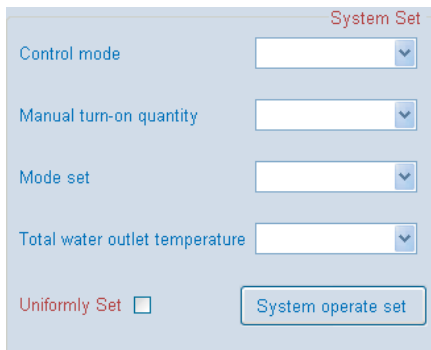 System Set
Control mode
Manual turn-on quantity
Mode set
Total water outlet temperature
Uniformly Set
System operate set